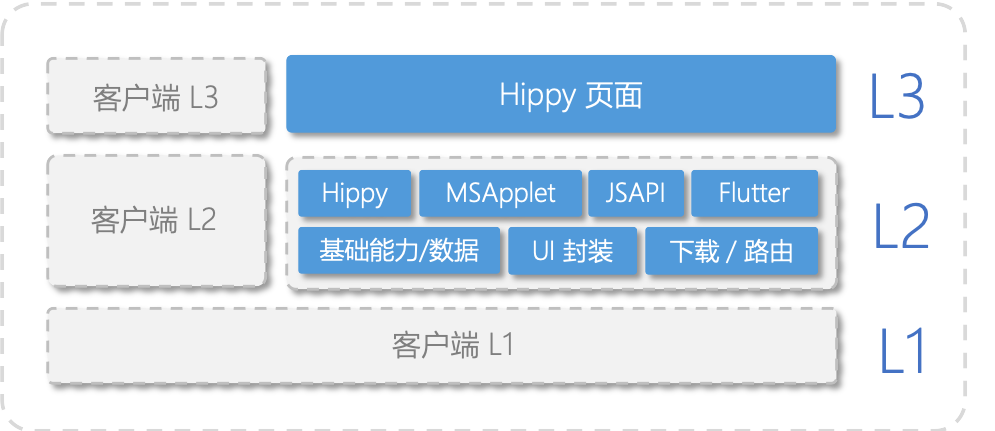 客户端 L3
Hippy 页面
L3
客户端 L2
Hippy
MSApplet
JSAPI
Flutter
基础能力/数据
UI 封装
下载 / 路由
L2
客户端 L1
L1